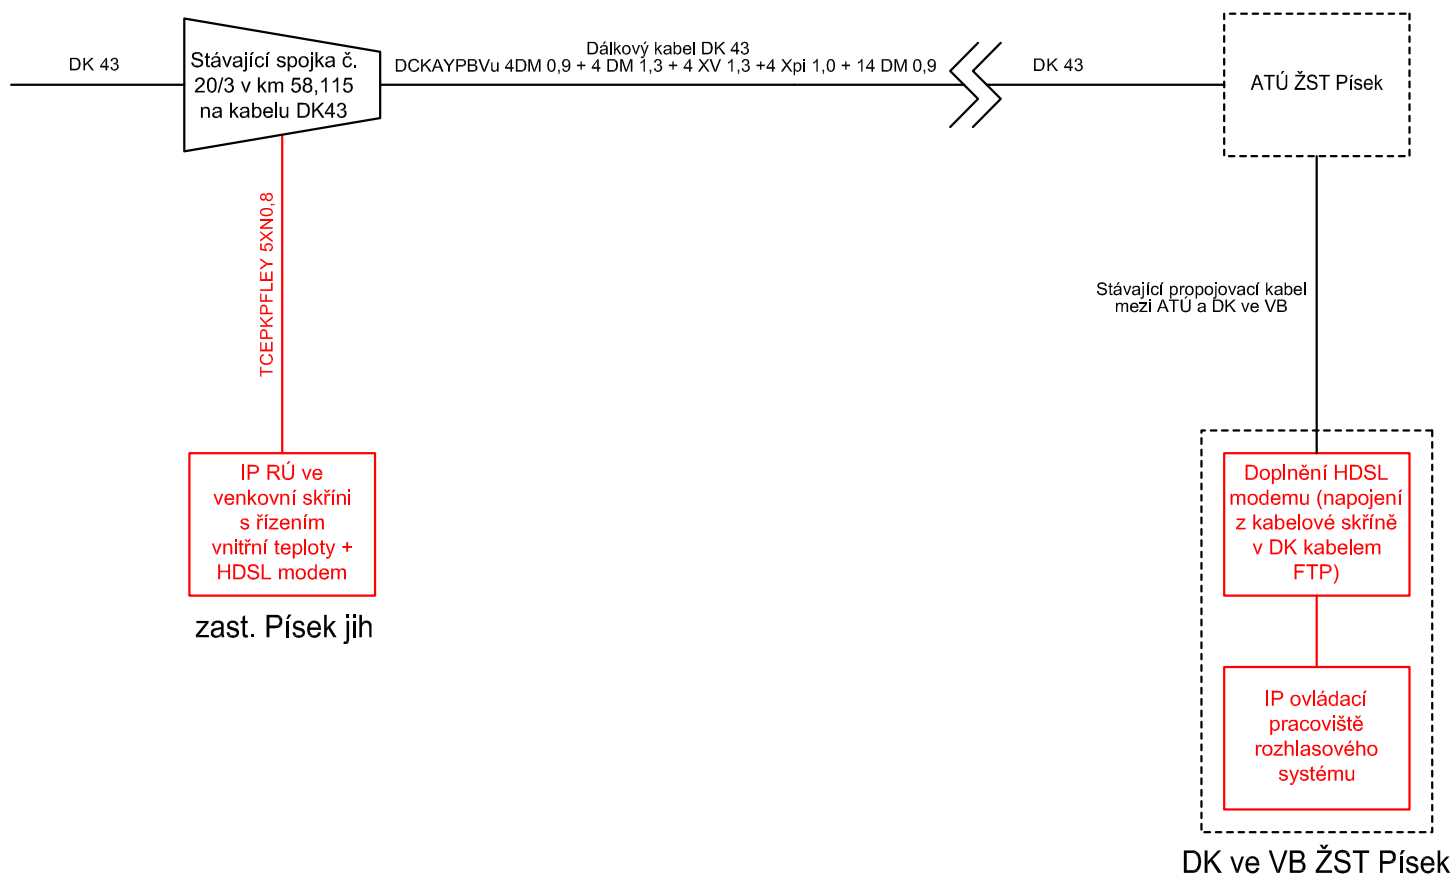 DK 43
Stávající spojka č.
20/3 v km 58,115
na kabelu DK43
Dálkový kabel DK 43
DCKAYPBVu 4DM 0,9 + 4 DM 1,3 + 4 XV 1,3 +4 Xpi 1,0 + 14 DM 0,9
DK 43
ATÚ ŽST Písek
TCEPKPFLEY 5XN0,8
Stávající propojovací kabel
mezi ATÚ a DK ve VB
IP RÚ ve
venkovní skříni
s řízením
vnitřní teploty +
HDSL modem
zast. Písek jih
Doplnění HDSL
modemu (napojení
z kabelové skříně
v DK kabelem
FTP)
IP ovládací
pracoviště
rozhlasového
systému
DK ve VB ŽST Písek